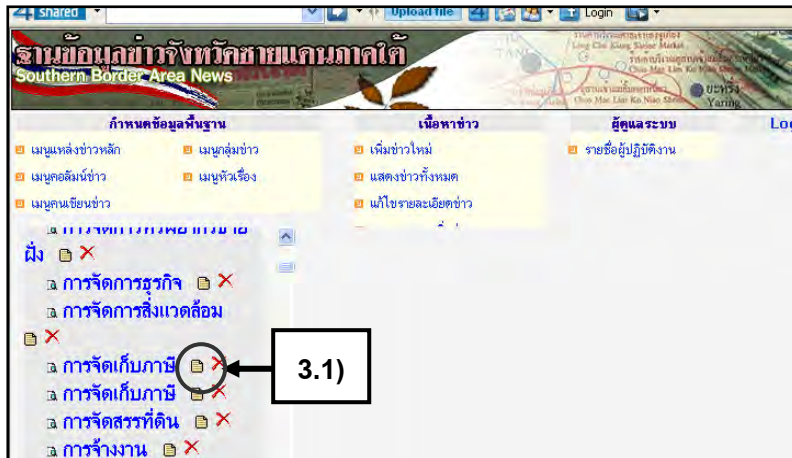 4 shared
Upload file
Login
ฐานข้อมูลข่าวจังหวัดชายแดนภาคใต้
Southern Border Area News
Yaring
กำหนดข้อมูลพื้นฐาน เนื้อหาข่าว ผู้ดูแลระบบ Log
เมนูแหล่งข่าวหลัก เมนูกลุ่มข่าว เพิ่มข่าวใหม่ รายชื่อผู้ปฏิบัติงาน
เมนูคอลัมน์ข่าว เมนูหัวเรื่อง แสดงข่าวทั้งหมด
เมนูคนเขียนข่าว แก้ไขรายละเอียดข่าว
ฝั่ง
การจัดการธุรกิจ
การจัดการสิ่งแวดล้อม
การจัดเก็บภาษี
3.1)
การจัดเก็บภาษี
การจัดสรรที่ดิน
การจ้างงาน